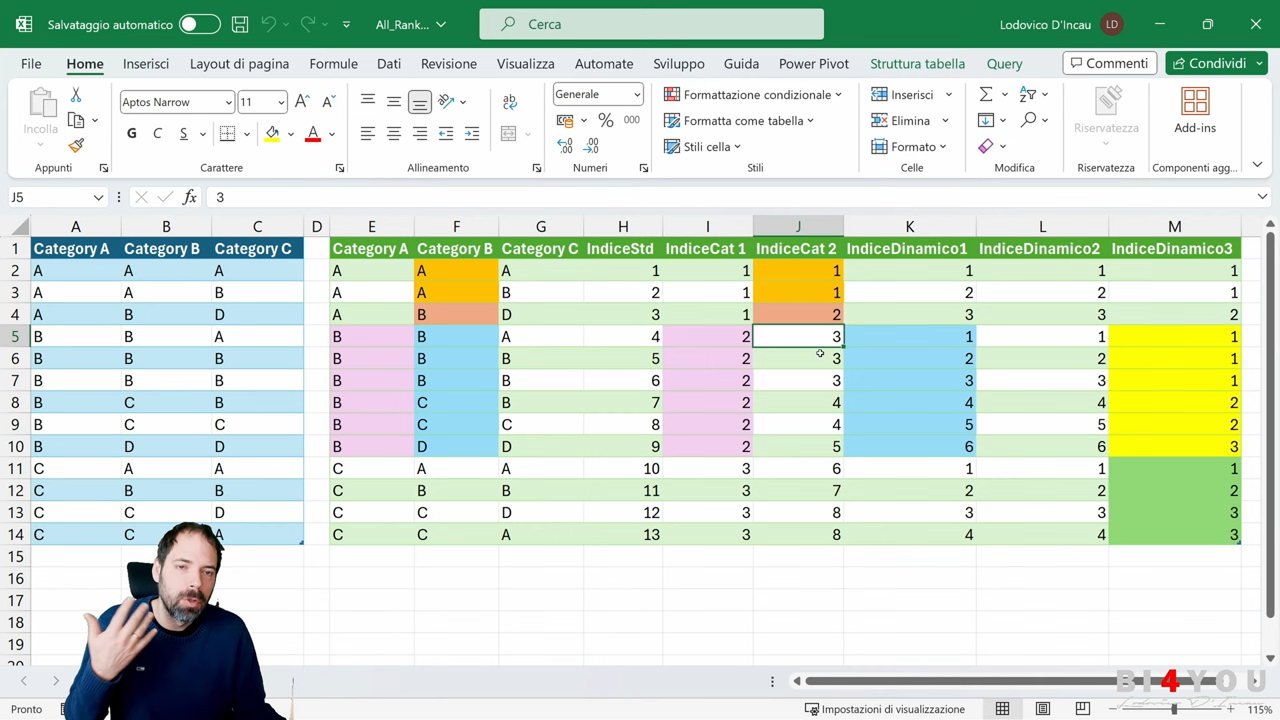 Salvataggio automatico All_Rank... Cerca Lodovico D'Incau LD
File Home Inserisci Layout di pagina Formule Dati Revisione Visualizza Automate Sviluppo Guida Power Pivot Struttura tabella Query Commenti Condividi
Incolla
Aptos Narrow 11
G C S
ab
Generale
% 000
Formattazione condizionale
Formatta come tabella
Stili cella
Inserisci
Elimina
Formato
Riservatezza
Add-ins
Appunti Carattere Allineamento Numeri Stili Celle Modifica Riservatezza Componenti agg...
J5 fx 3
A B C D E F G H I J K L M
1 Category A Category B Category C Category A Category B Category C IndiceStd IndiceCat 1 IndiceCat 2 IndiceDinamico1 IndiceDinamico2 IndiceDinamico3
2 A A A A A A 1 1 1 1 1 1
3 A A B A A B 2 1 1 2 2 1
4 A B D A B D 3 1 2 3 3 2
5 B B A B B A 4 2 3 1 1 1
6 B B B B B B 5 2 3 2 2 1
7 B B B B B B 6 2 3 3 3 1
8 B C B B C B 7 2 4 4 4 2
9 B C C B C C 8 2 4 5 5 2
10 B D D B D D 9 2 5 6 6 3
11 C A A C A A 10 3 6 1 1 1
12 C B B C B B 11 3 7 2 2 2
13 C C D C C D 12 3 8 3 3 3
14 C C A C C A 13 3 8 4 4 3
15
16
17
18
19
BI4YOU
Pronto Impostazioni di visualizzazione 115%